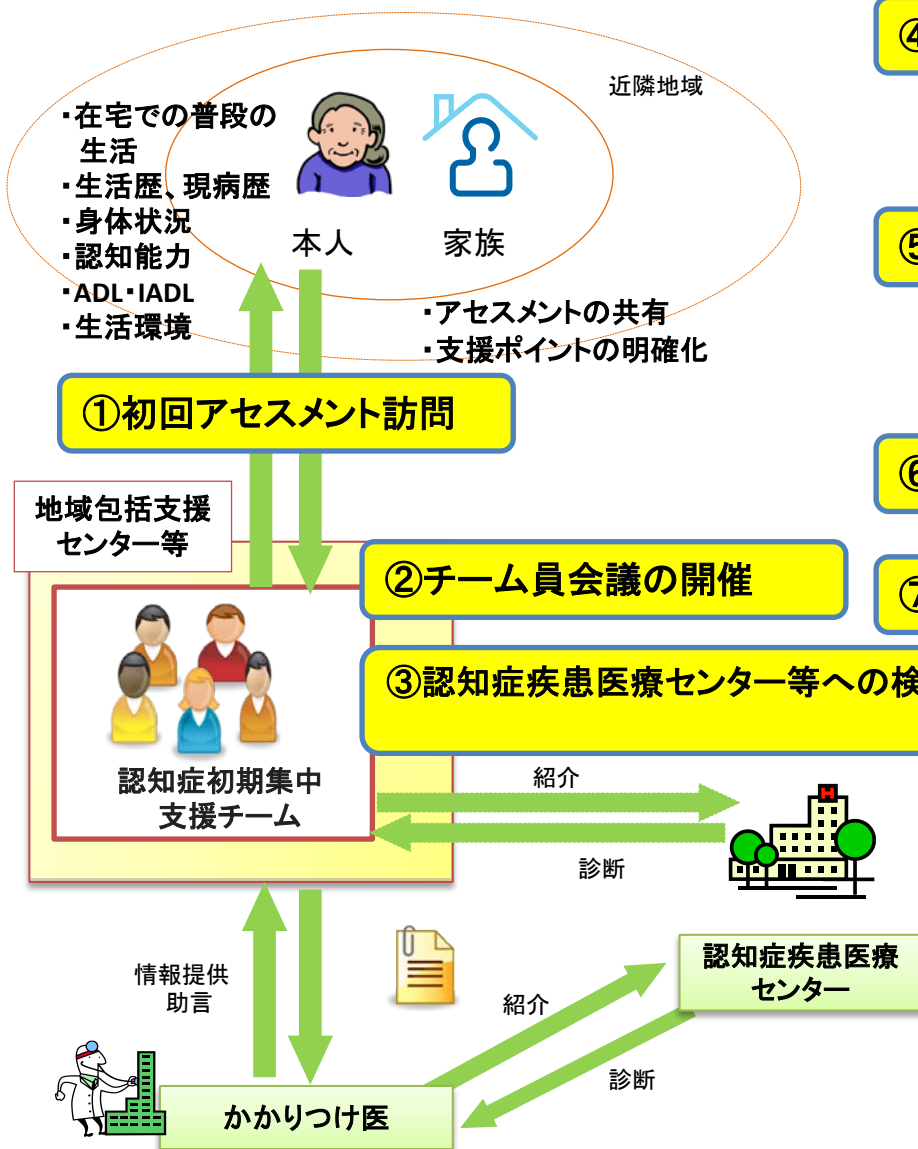 近隣地域
・在宅での普段の
生活
・生活歴、現病歴
・身体状況
・認知能力
・ADL・IADL
・生活環境
本人
家族
・アセスメントの共有
・支援ポイントの明確化
①初回アセスメント訪問
地域包括支援
センター等
②チーム員会議の開催
③認知症疾患医療センター等への検
認知症初期集中
支援チーム
紹介
診断
H
情報提供
助言
紹介
診断
認知症疾患医療
センター
かかりつけ医
④
⑤
⑥
⑦